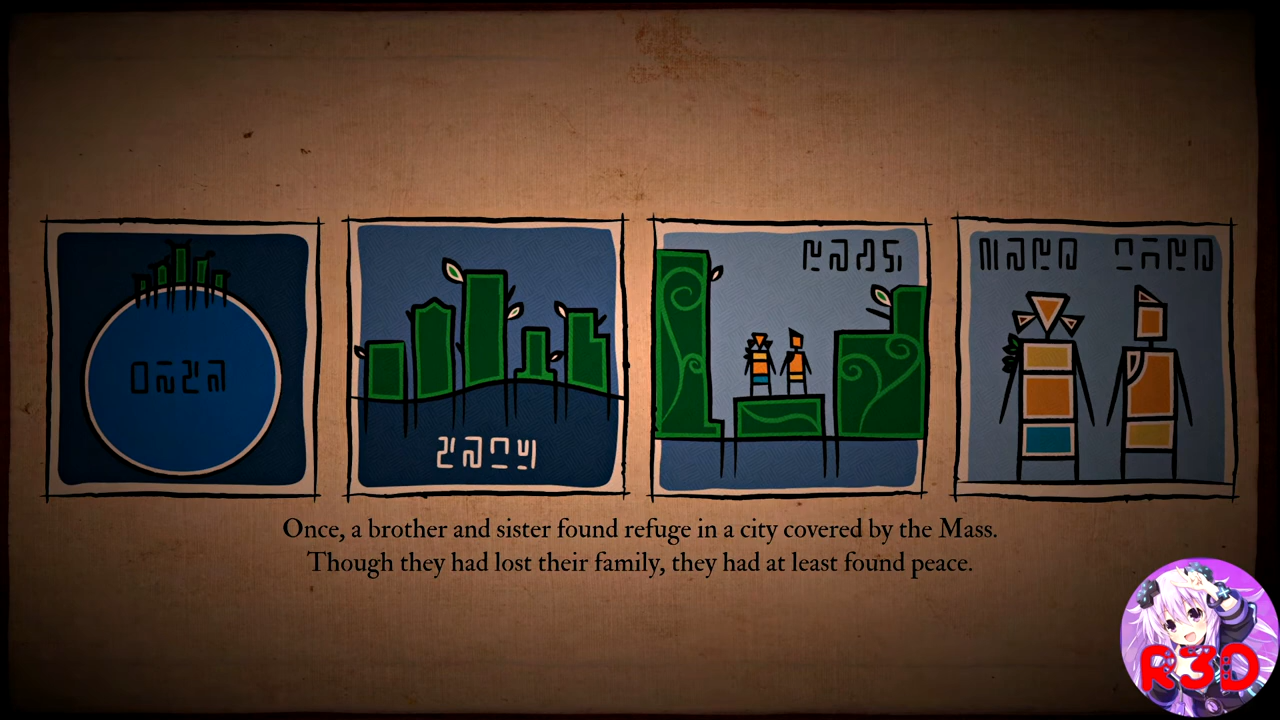 Once, a brother and sister found refuge in a city covered by the Mass.
Though they had lost their family, they had at least found peace.
R3D